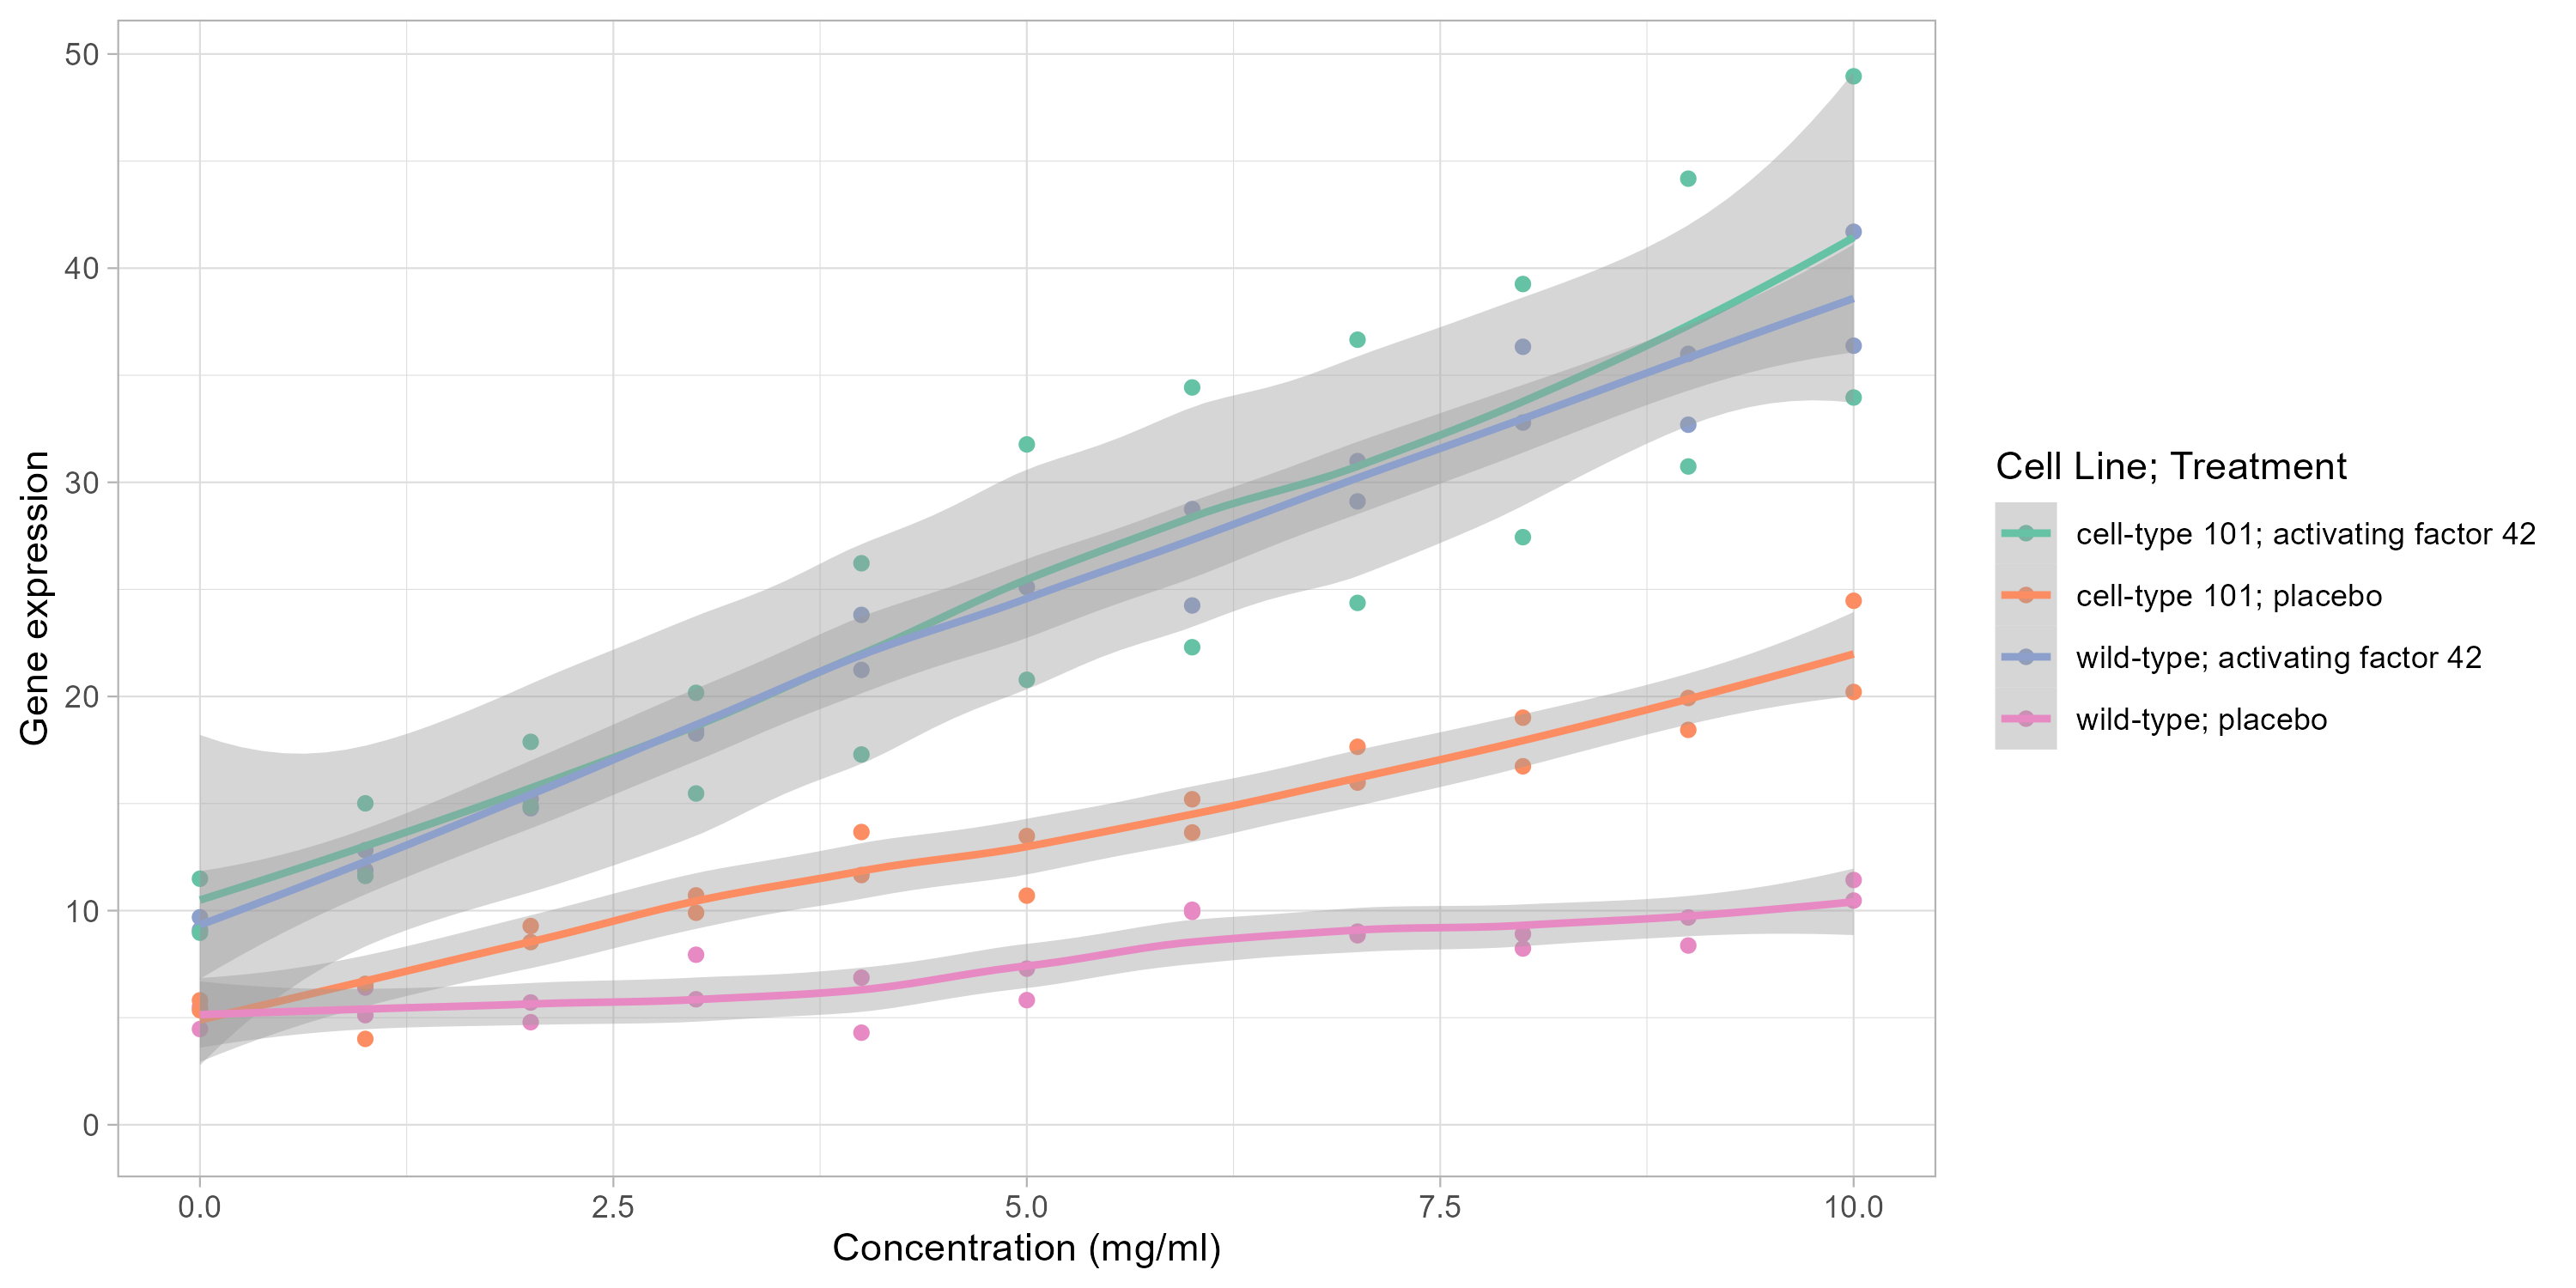 50
40
30
20
10
0
Gene expression
0.0 2.5 5.0 7.5 10.0
Concentration (mg/ml)
Cell Line; Treatment
cell-type 101; activating factor 42
cell-type 101; placebo
wild-type; activating factor 42
wild-type; placebo